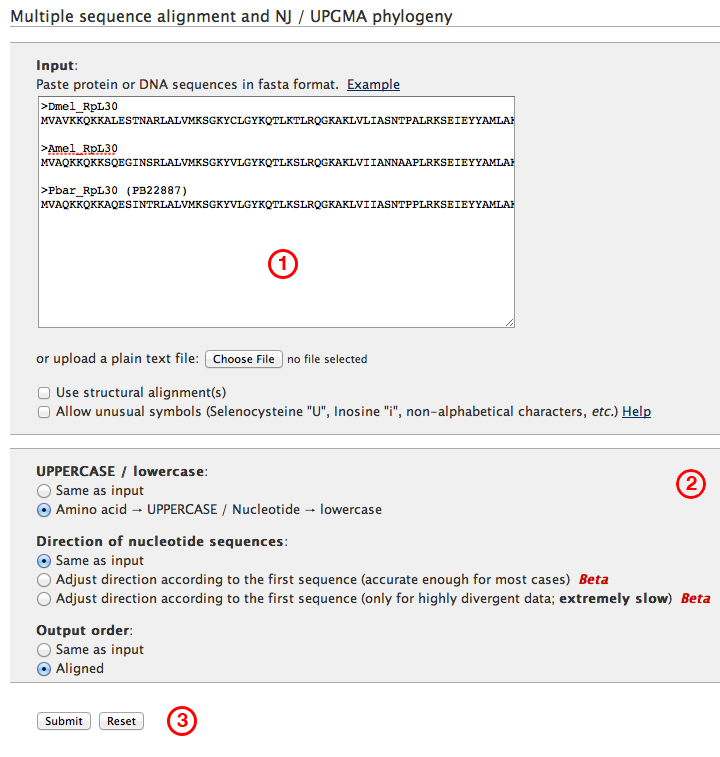 Multiple sequence alignment and NJ / UPGMA phylogeny
Input:
Paste protein or DNA sequences in fasta format. Example
>Dmel_RpL30
MVAVKKQKKALESTNARLALVMKSGKYCLGYKQTLKTLRQGKAKLVLIASNTPALRKSEIEYYAMLAK
>Amel_RpL30
MVAQKKQKKSQEGINSRLALVMKSGKYVLGYKQTLKSLRQGKAKLVIIANNAAPLRKSEIEYYAMLAK
>Pbar_RpL30 (PB22887)
MVAQKKQKKAQESINTRLALVMKSGKYVLGYKQTLKSLRQGKAKLVIIASNTPPLRKSEIEYYAMLAK
1
or upload a plain text file: Choose File no file selected
Use structural alignment(s)
Allow unusual symbols (Selenocysteine "U", Inosine "i", non-alphabetical characters, etc.) Help
UPPERCASE / lowercase:
2
Same as input
Amino acid → UPPERCASE / Nucleotide → lowercase
Direction of nucleotide sequences:
Same as input
Adjust direction according to the first sequence (accurate enough for most cases) Beta
Adjust direction according to the first sequence (only for highly divergent data; extremely slow) Beta
Output order:
Same as input
Aligned
Submit Reset 3